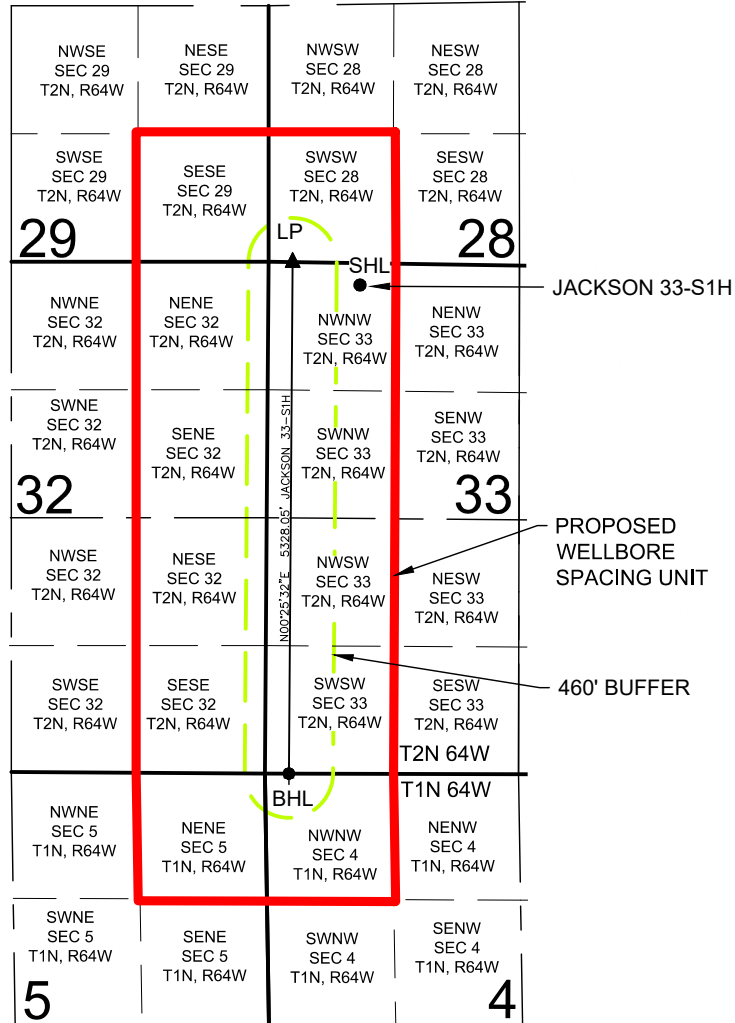 NWSE
SEC 29
T2N, R64W
NESE
SEC 29
T2N, R64W
NWSW
SEC 28
T2N, R64W
NESW
SEC 28
T2N, R64W
SWSE
SEC 29
T2N, R64W
SESE
SEC 29
T2N, R64W
SWSW
SEC 28
T2N, R64W
SESW
SEC 28
T2N, R64W
29
LP
28
SHL
JACKSON 33-S1H
NWNE
SEC 32
T2N, R64W
NENE
SEC 32
T2N, R64W
NWNW
SEC 33
T2N, R64W
NENW
SEC 33
T2N, R64W
SWNE
SEC 32
T2N, R64W
SENE
SEC 32
T2N, R64W
SWNW
SEC 33
T2N, R64W
SENW
SEC 33
T2N, R64W
32
N00°25'32"E 5328.05' JACKSON 33-S1H
33
PROPOSED
WELLBORE
SPACING UNIT
NWSE
SEC 32
T2N, R64W
NESE
SEC 32
T2N, R64W
NWSW
SEC 33
T2N, R64W
NESW
SEC 33
T2N, R64W
460' BUFFER
SWSE
SEC 32
T2N, R64W
SESE
SEC 32
T2N, R64W
SWSW
SEC 33
T2N, R64W
SESW
SEC 33
T2N, R64W
T2N 64W
T1N 64W
BHL
NWNE
SEC 5
T1N, R64W
NENE
SEC 5
T1N, R64W
NWNW
SEC 4
T1N, R64W
NENW
SEC 4
T1N, R64W
SWNE
SEC 5
T1N, R64W
SENE
SEC 5
T1N, R64W
SWNW
SEC 4
T1N, R64W
SENW
SEC 4
T1N, R64W
5
4